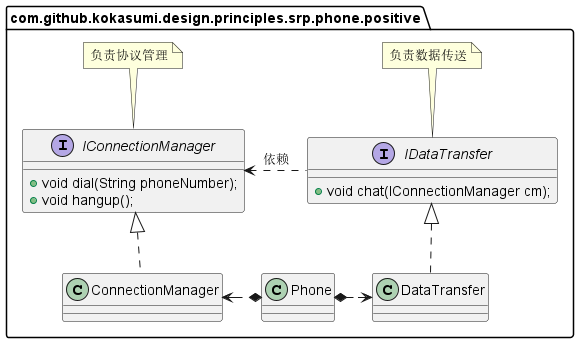 com.github.kokasumi.design.principles.srp.phone.positive
负责协议管理
负责数据传送
I IConnectionManager
void dial(String phoneNumber);
void hangup();
依赖
I IDataTransfer
void chat(IConnectionManager cm);
C ConnectionManager
C Phone
C DataTransfer